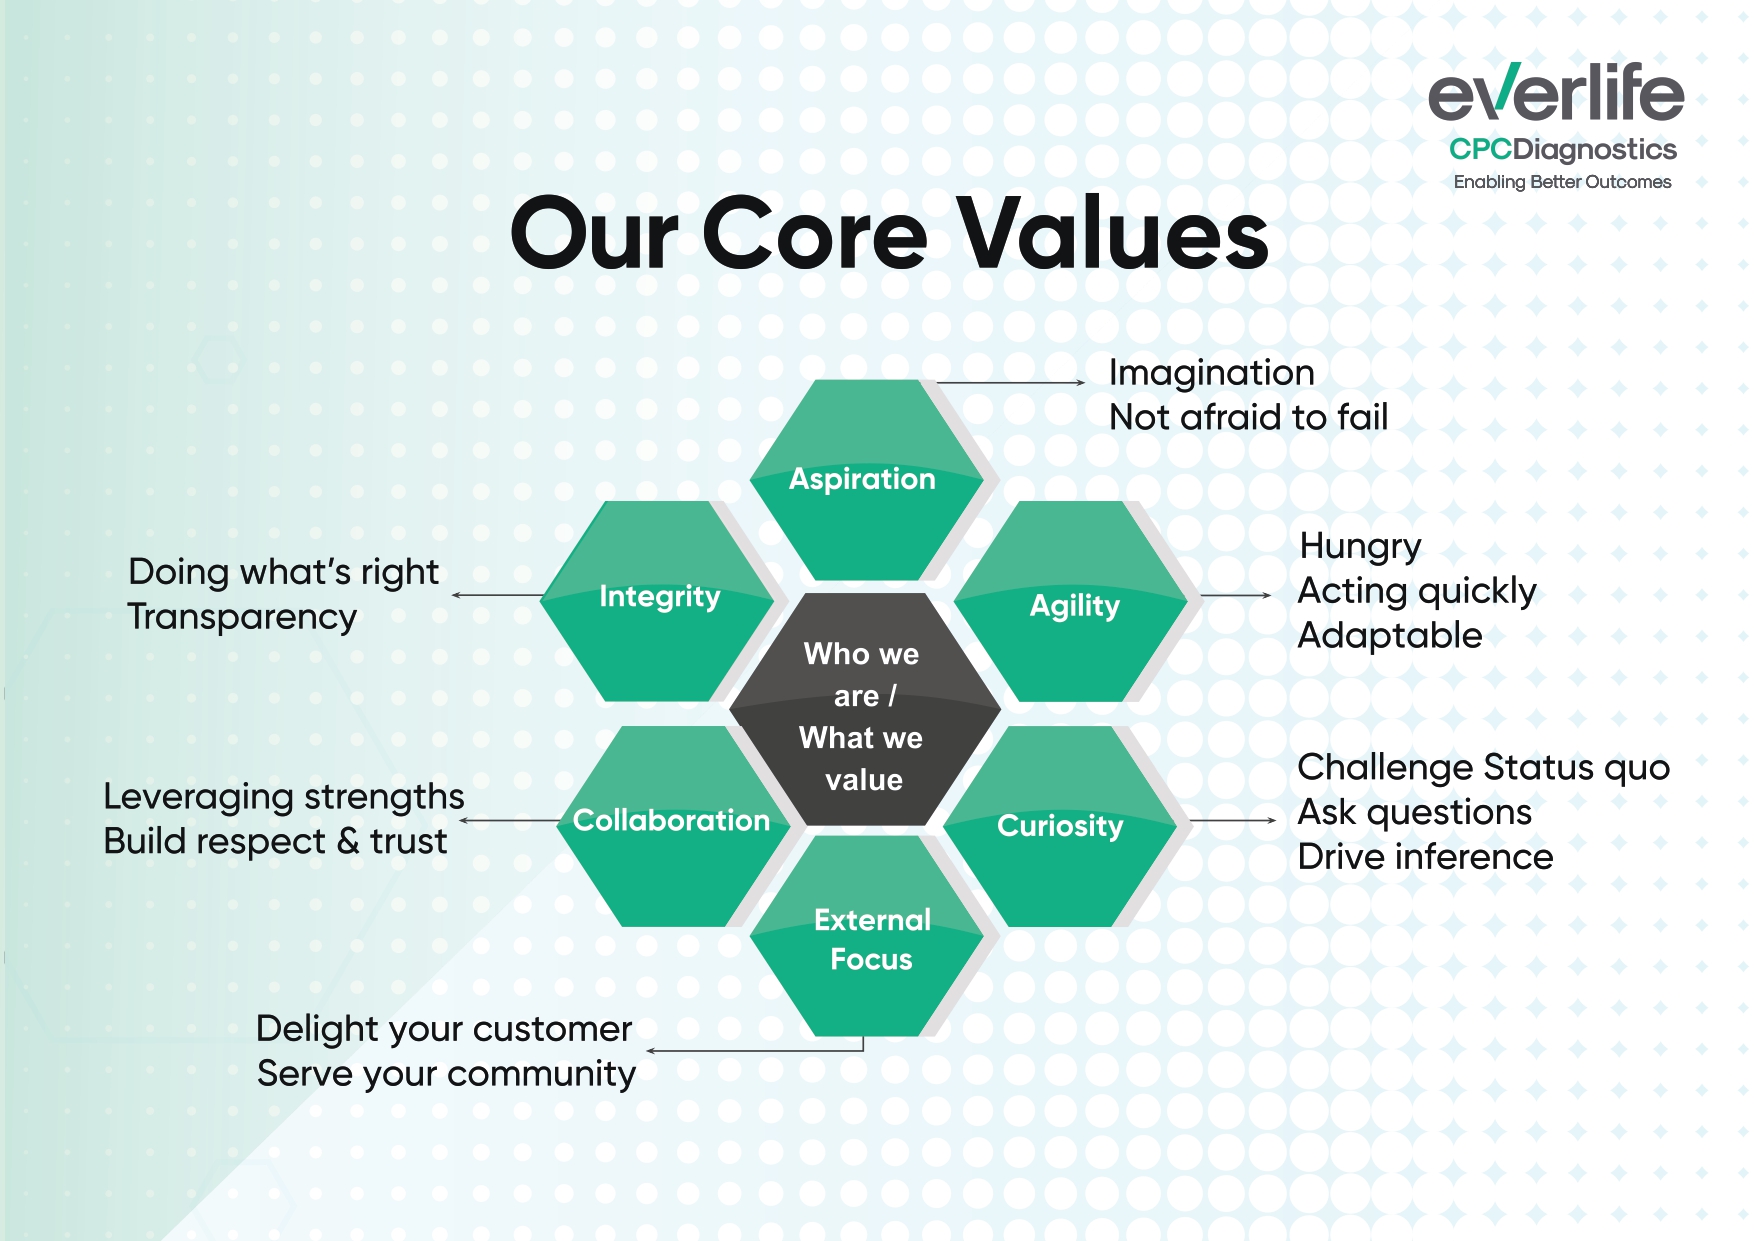 everlife
CPCDiagnostics
Enabling Better Outcomes
Our Core Values
Imagination
Not afraid to fail
Aspiration
Hungry
Acting quickly
Adaptable
Agility
Challenge Status quo
Ask questions
Drive inference
Curiosity
External
Focus
Delight your customer
Serve your community
Collaboration
Leveraging strengths
Build respect & trust
Integrity
Doing what’s right
Transparency
Who we
are /
What we
value